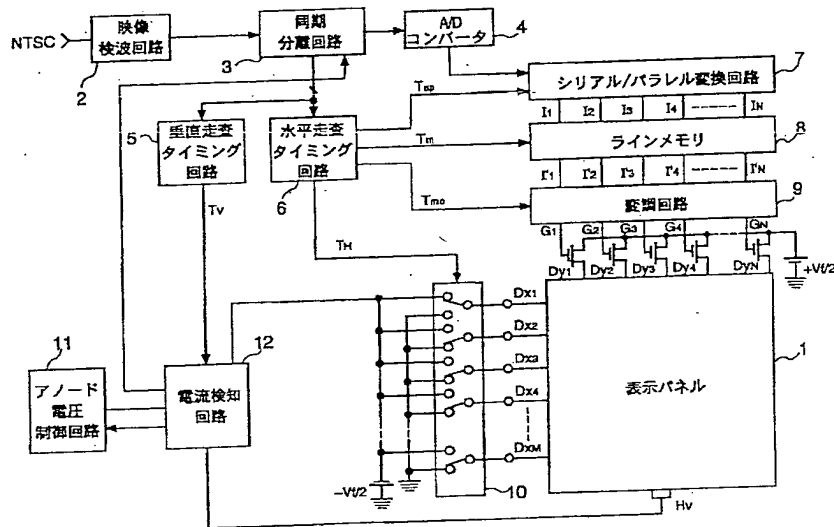 NTSC
映像
検波回路
2
同期
分離回路
3
A/D
コンバータ
4
シリアル/パラレル変換回路
7
Tsp
I1 I2 I3 I4 IN
垂直走査
タイミング
回路
5
水平走査
タイミング
回路
6
Tm
ラインメモリ
8
I'1 I'2 I'3 I'4 I'N
Tmo
変調回路
9
G1 G2 G3 G4 GN
Tv
TH
Dy1 Dy2 Dy3 Dy4 DyN
+Vf/2
Dx1
Dx2
Dx3
Dx4
DxM
表示パネル
1
11
アノード
電圧
制御回路
12
電流検知
回路
-Vf/2
10
Hv